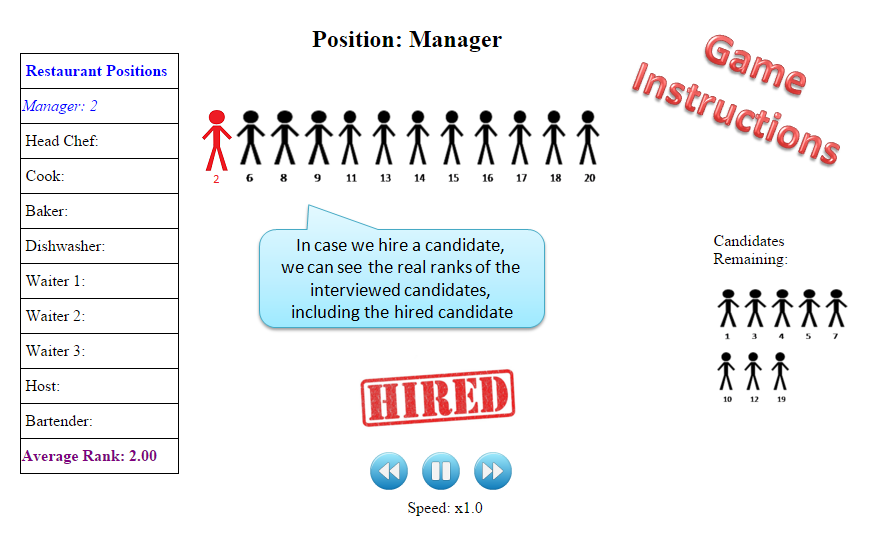 Position: Manager
Game
Instructions
Restaurant Positions
Manager: 2
Head Chef:
Cook:
Baker:
Dishwasher:
Waiter 1:
Waiter 2:
Waiter 3:
Host:
Bartender:
Average Rank: 2.00
2 6 8 9 11 13 14 15 16 17 18 20
In case we hire a candidate,
we can see the real ranks of the
interviewed candidates,
including the hired candidate
Candidates
Remaining:
1 3 4 5 7
10 12 19
HIRED
Speed: x1.0